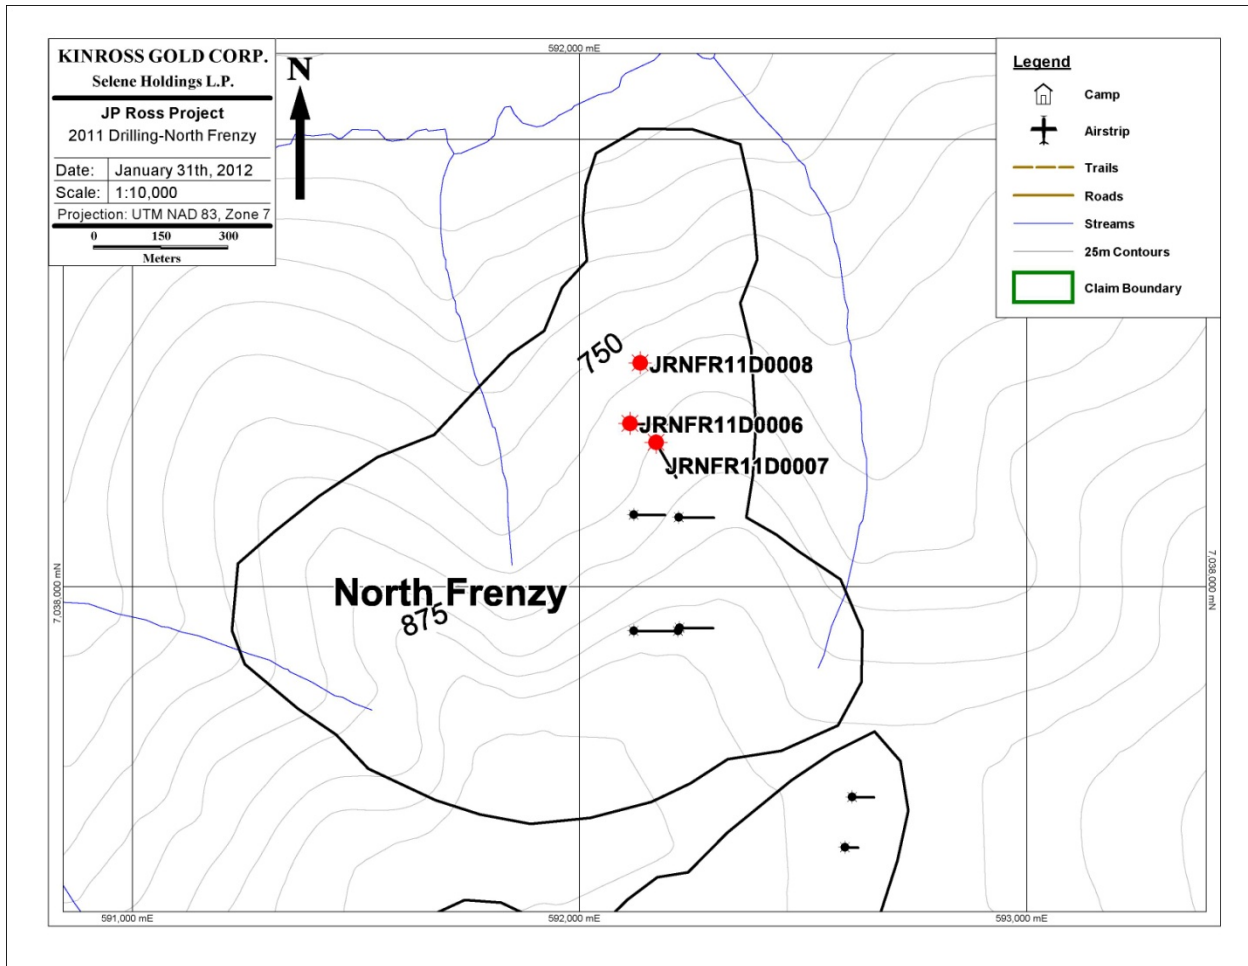 KINROSS GOLD CORP.
Selene Holdings L.P.
JP Ross Project
2011 Drilling-North Frenzy
Date: January 31th, 2012
Scale: 1:10,000
Projection: UTM NAD 83, Zone 7
0 150 300
Meters
N
592,000 mE
Legend
Camp
Airstrip
Trails
Roads
Streams
25m Contours
Claim Boundary
750
JRNFR11D0008
JRNFR11D0006
JRNFR11D0007
7,038,000 mN
7,038,000 mN
North Frenzy
875
591,000 mE
592,000 mE
593,000 mE